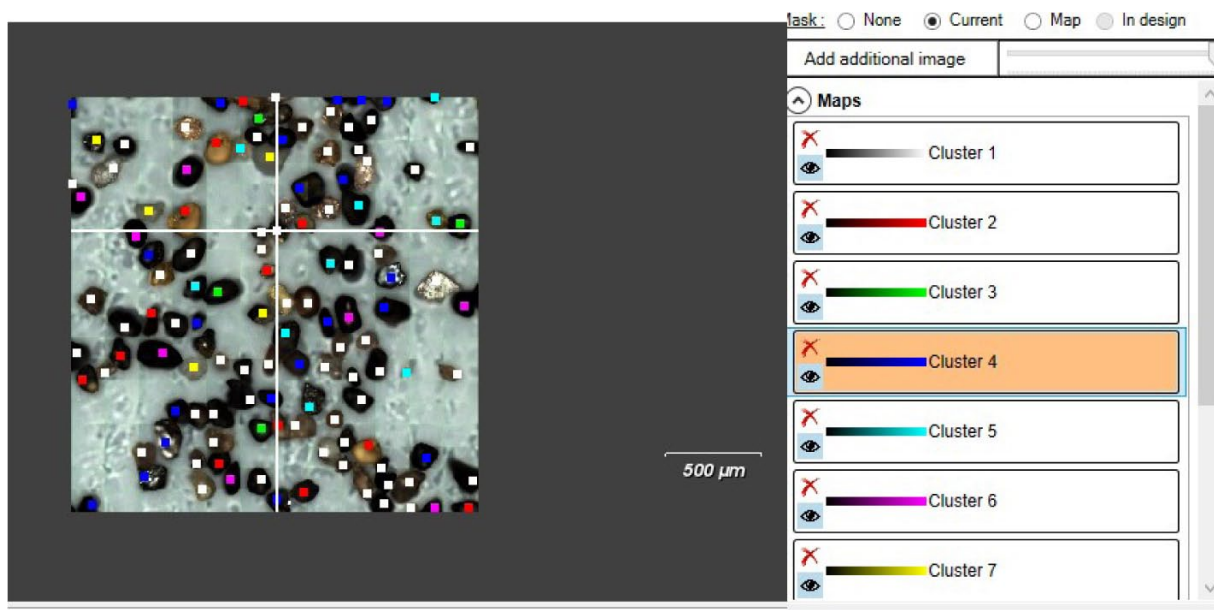 Mask : None Current Map In design
Add additional image
Maps
Cluster 1
Cluster 2
Cluster 3
Cluster 4
Cluster 5
Cluster 6
Cluster 7
500 µm